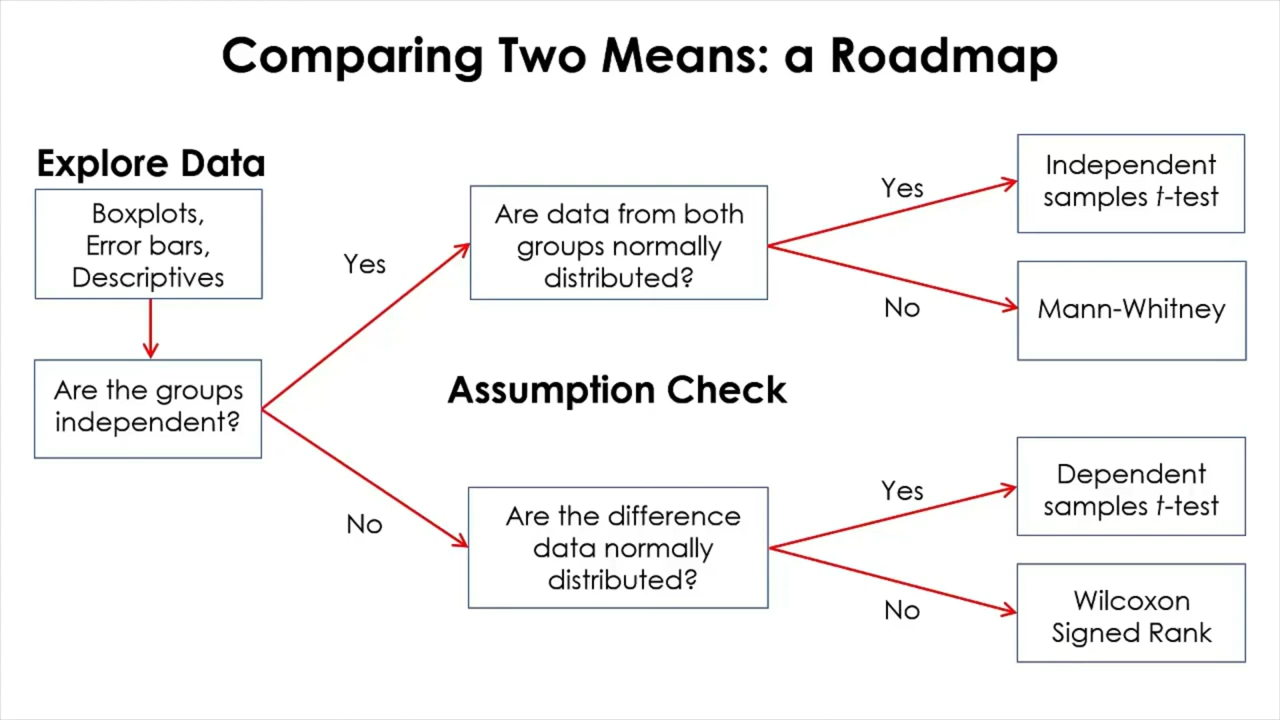 Comparing Two Means: a Roadmap
Explore Data
Boxplots,
Error bars,
Descriptives
Are the groups
independent?
Yes
No
Are data from both
groups normally
distributed?
Yes
No
Independent
samples t-test
Mann-Whitney
Assumption Check
Are the difference
data normally
distributed?
Yes
No
Dependent
samples t-test
Wilcoxon
Signed Rank